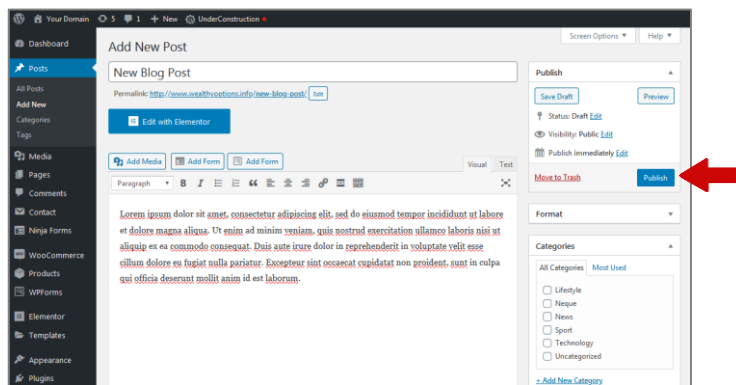 Your Domain 5 1 + New UnderConstruction
Screen Options ▼ Help ▼
Dashboard
Posts
All Posts
Add New
Categories
Tags
Media
Pages
Comments
Contact
Ninja Forms
WooCommerce
Products
WPForms
Elementor
Templates
Appearance
Plugins
Add New Post
New Blog Post
Permalink: http://www.wealthyoptions.info/new-blog-post/ Edit
Edit with Elementor
Add Media Add Form Add Form
Visual Text
Paragraph B I
Lorem ipsum dolor sit amet, consectetur adipiscing elit, sed do eiusmod tempor incididunt ut labore
et dolore magna aliqua. Ut enim ad minim veniam, quis nostrud exercitation ullamco laboris nisi ut
aliquip ex ea commodo consequat. Duis aute irure dolor in reprehenderit in voluptate velit esse
cillum dolore eu fugiat nulla pariatur. Excepteur sint occaecat cupidatat non proident, sunt in culpa
qui officia deserunt mollit anim id est laborum.
Publish
Save Draft Preview
Status: Draft Edit
Visibility: Public Edit
Publish immediately Edit
Move to Trash Publish
Format
Categories
All Categories Most Used
Lifestyle
Neque
News
Sport
Technology
Uncategorized
+ Add New Category